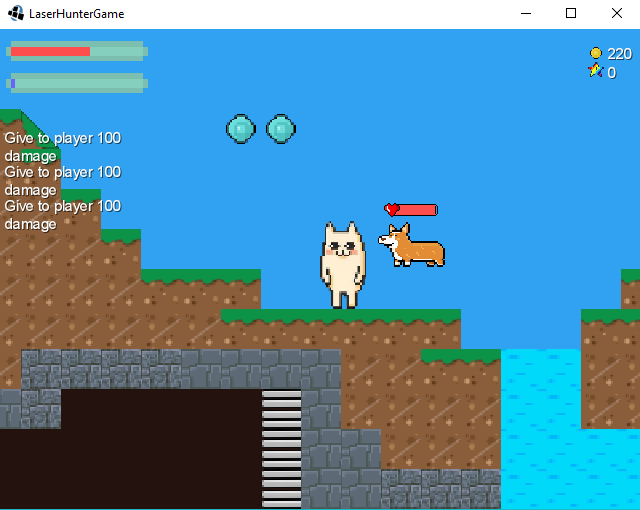 LaserHunterGame
220
0
Give to player 100
damage
Give to player 100
damage
Give to player 100
damage